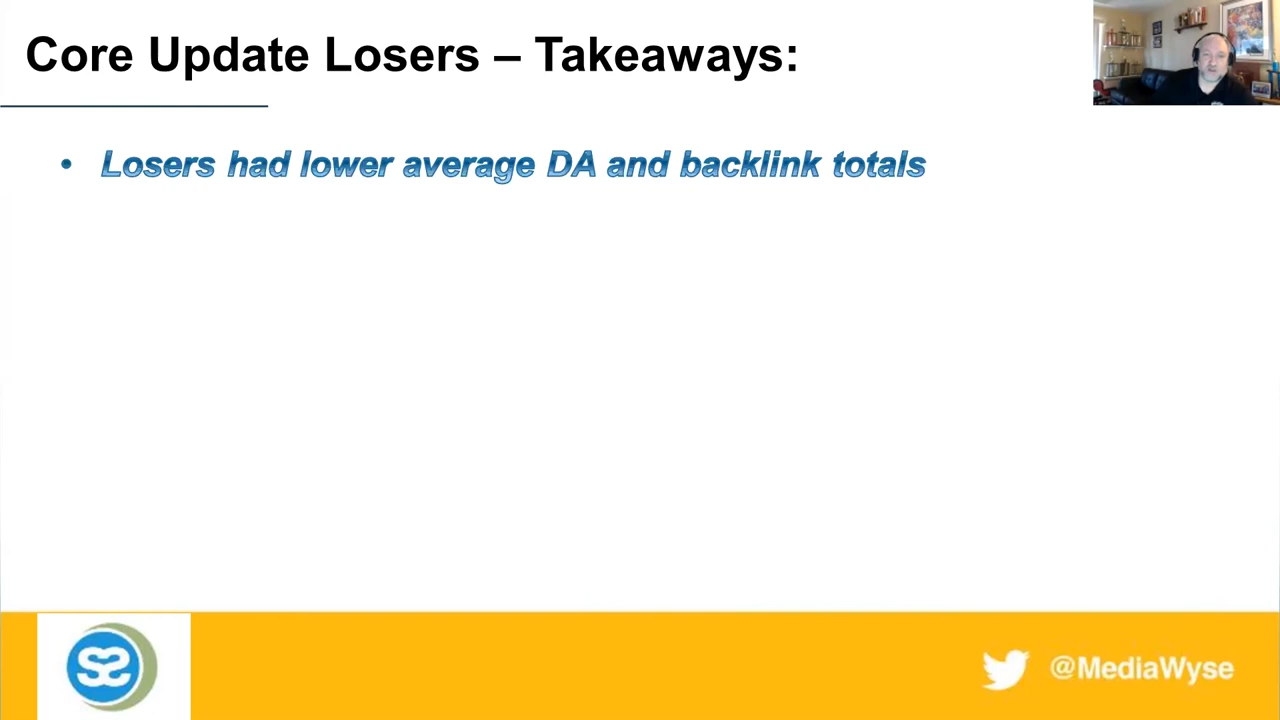 Core Update Losers – Takeaways:
• Losers had lower average DA and backlink totals
@MediaWyse